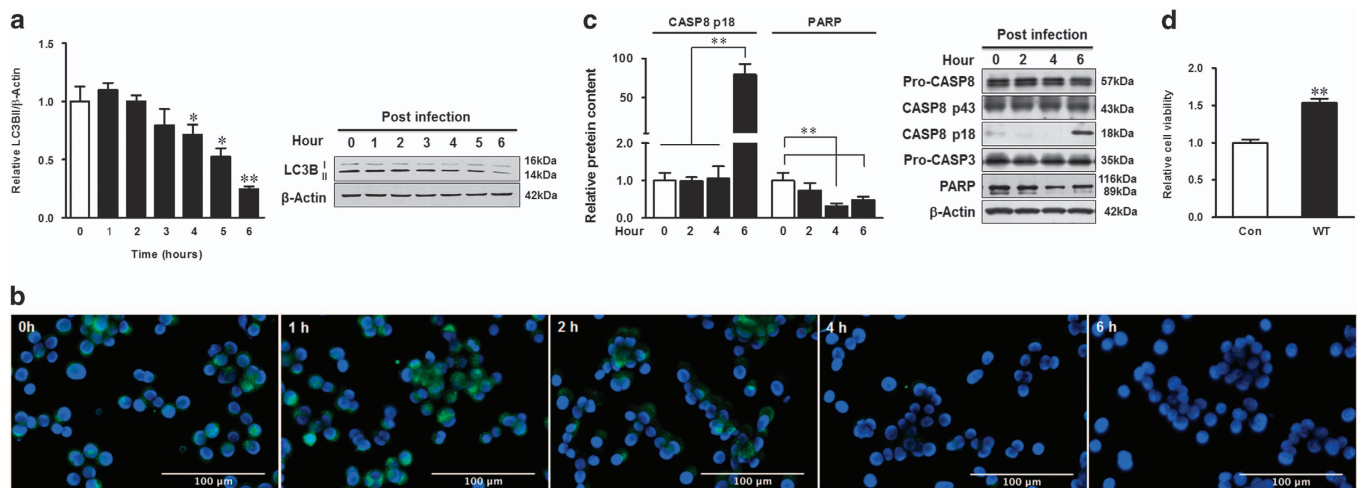 a
Relative LC3BII/β-Actin
1.5
1.0
0.5
0.0
*
*
**
0 1 2 3 4 5 6
Time (hours)
Post infection
Hour 0 1 2 3 4 5 6
LC3B I
II
16kDa
14kDa
β-Actin
42kDa
c
CASP8 p18
PARP
Relative pretein content
100
50
2.0
1.0
0.0
**
**
Hour 0 2 4 6 0 2 4 6
Post infection
Hour 0 2 4 6
Pro-CASP8 57kDa
CASP8 p43 43kDa
CASP8 p18 18kDa
Pro-CASP3 35kDa
PARP 116kDa
89kDa
β-Actin 42kDa
d
Relative cell viability
2.0
1.5
1.0
0.5
0.0
**
Con WT
b
0h
1 h
2 h
4 h
6 h
100 μm
100 μm
100 μm
100 μm
100 μm